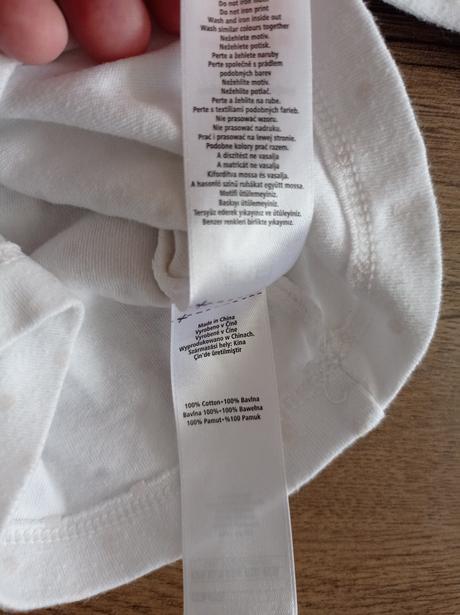 Do not iron print
Wash and iron inside out
Wash similar colours together
Nežehlete motiv.
Nežehlete potisk.
Perte a žehlete naruby
Perte společně s prádlem
podobných barev
Nežehlite motiv.
Nežehlite potlač.
Perte a žehlite na rube.
Perte s textíliami podobných farieb.
Nie prasować wzoru.
Nie prasować nadruku.
Prać i prasować na lewej stronie.
Podobne kolory prać razem.
A díszítést ne vasalja
A matricát ne vasalja
Kifordítva mossa és vasalja.
A hasonló színű ruhákat együtt mossa.
Motifi ütülemeyiniz.
Baskıyı ütülemeyiniz.
Tersyüz ederek yıkayınız ve ütüleyiniz.
Benzer renkleri birlikte yıkayınız.
Made in China
Vyrobeno v Číně
Vyrobené v Číne
Wyprodukowano w Chinach.
Származási hely: Kína
Çin'de üretilmiştir
100% Cotton•100% Bavlna
Bavlna 100%•100% Bawełna
100% Pamut•%100 Pamuk